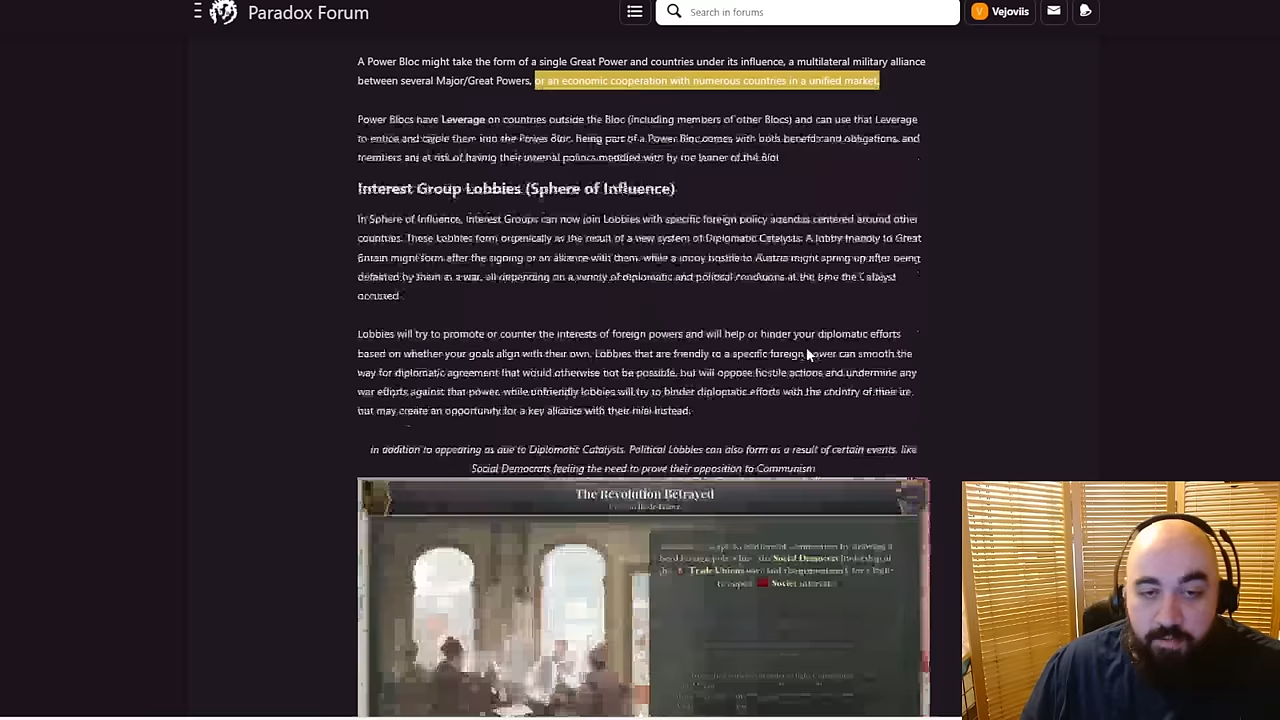 Paradox Forum
Search in forums
V Vejoviis
A Power Bloc might take the form of a single Great Power and countries under its influence, a multilateral military alliance
between several Major/Great Powers, or an economic cooperation with numerous countries in a unified market.
Power Blocs have Leverage on countries outside the Bloc (including members of other Blocs) and can use that Leverage
to entice and cajole them into the Power Bloc. Being part of a Power Bloc comes with both benefits and obligations, and
members are at risk of having their internal politics meddled with by the leader of the Bloc
Interest Group Lobbies (Sphere of Influence)
In Sphere of Influence, Interest Groups can now join Lobbies with specific foreign policy agendas centered around other
countries. These Lobbies form organically as the result of a new system of Diplomatic Catalysts. A lobby friendly to Great
Britain might form after the signing of an alliance with them, while a lobby hostile to Austria might spring up after being
defeated by them in a war, all depending on a variety of diplomatic and political conditions at the time the Catalyst
occurred
Lobbies will try to promote or counter the interests of foreign powers and will help or hinder your diplomatic efforts
based on whether your goals align with their own. Lobbies that are friendly to a specific foreign power can smooth the
way for diplomatic agreement that would otherwise not be possible, but will oppose hostile actions and undermine any
war efforts against that power, while unfriendly lobbies will try to hinder diplomatic efforts with the country of their ire,
but may create an opportunity for a key alliance with their rival instead.
In addition to appearing as due to Diplomatic Catalysts, Political Lobbies can also form as a result of certain events, like
Social Democrats feeling the need to prove their opposition to Communism
The Revolution Betrayed
Social Democrat
Trade Unions
Soviet